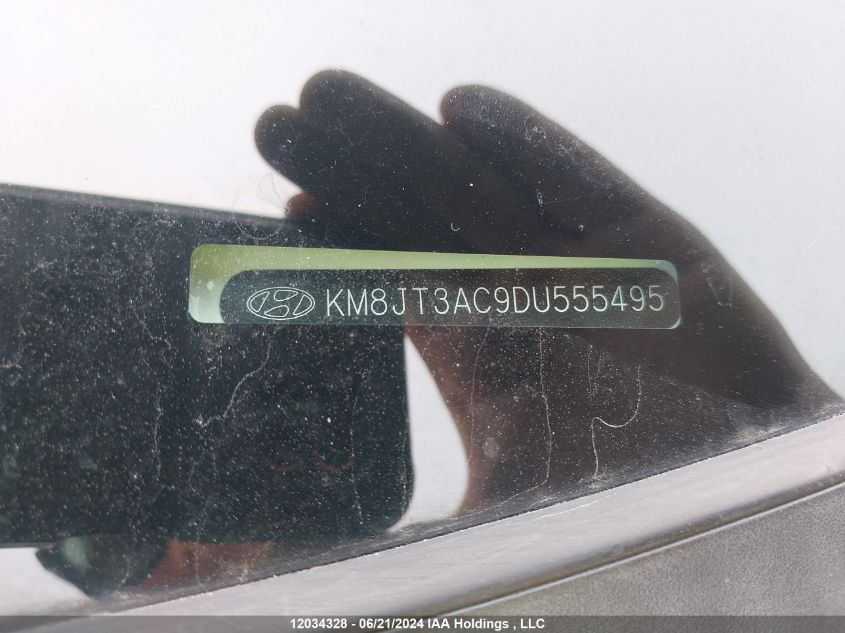 KM8JT3AC9DU555495
12034328 - 06/21/2024 IAA Holdings , LLC